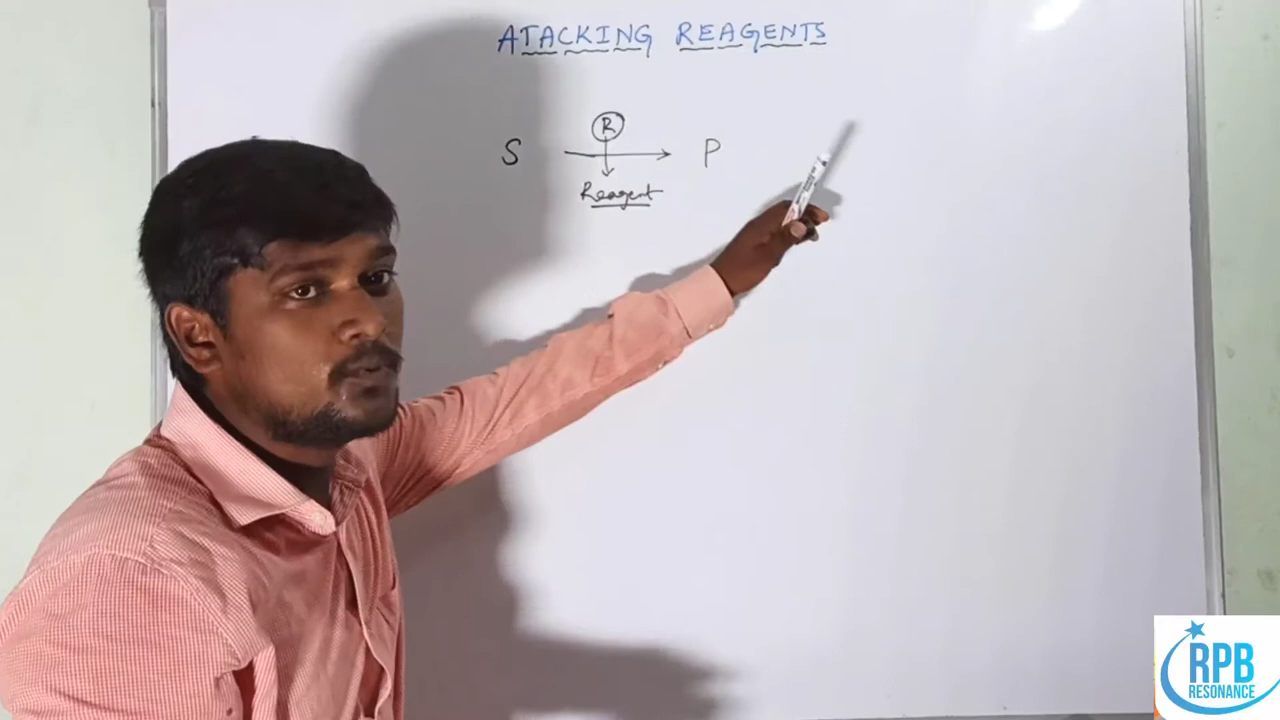 ATACKING REAGENTS
R
S → P
Reagent
RPB
RESONANCE